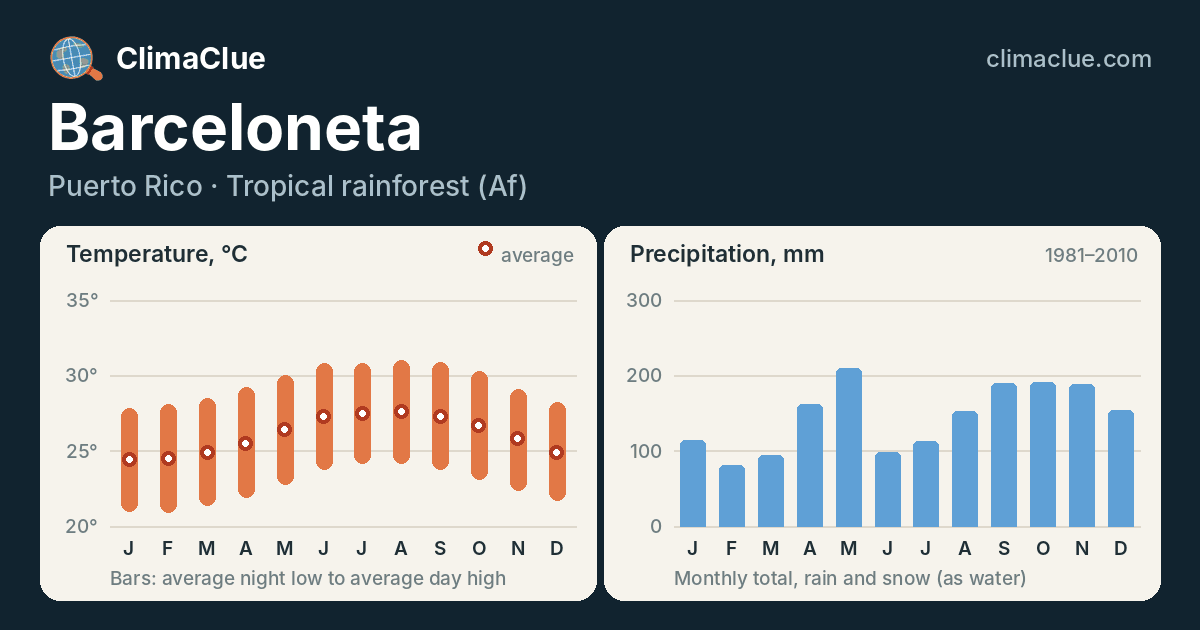 ClimaClue
climaclue.com
Barceloneta
Puerto Rico · Tropical rainforest (Af)
Temperature, °C
average
35°
30°
25°
20°
J F M A M J J A S O N D
Bars: average night low to average day high
Precipitation, mm
1981–2010
300
200
100
0
J F M A M J J A S O N D
Monthly total, rain and snow (as water)